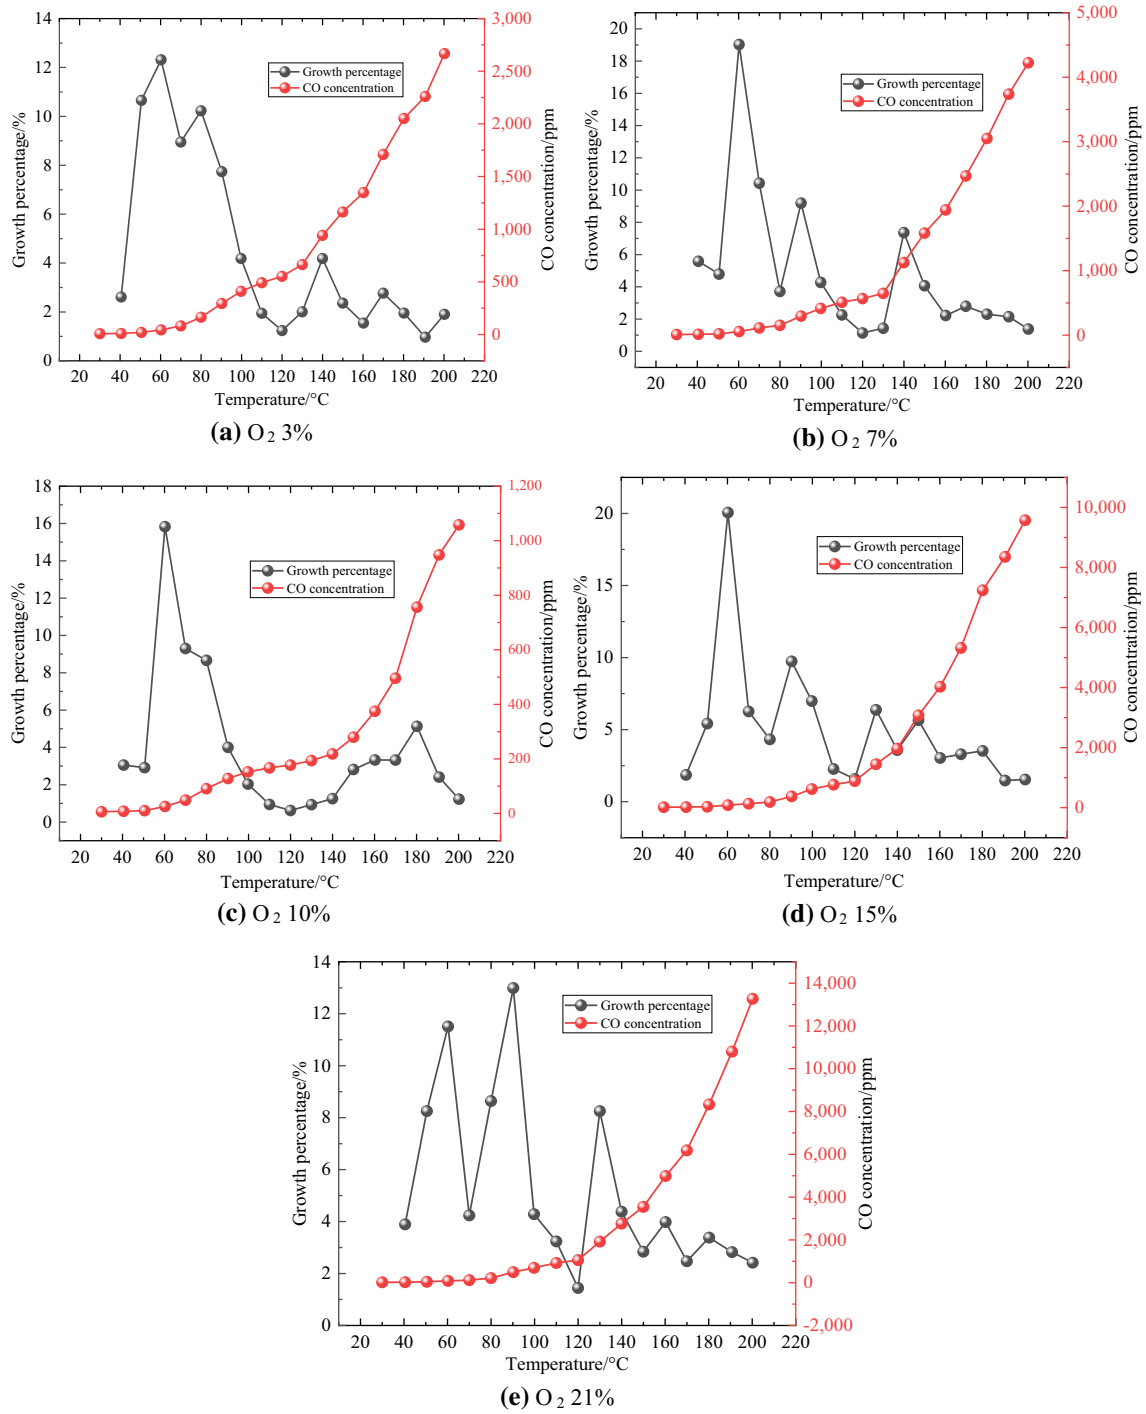 14
12
10
8
6
4
2
0
3,000
2,500
2,000
1,500
1,000
500
0
Growth percentage/%
CO concentration/ppm
Growth percentage
CO concentration
20 40 60 80 100 120 140 160 180 200 220
Temperature/°C
(a) O2 3%
20
18
16
14
12
10
8
6
4
2
0
5,000
4,000
3,000
2,000
1,000
0
Growth percentage/%
CO concentration/ppm
Growth percentage
CO concentration
20 40 60 80 100 120 140 160 180 200 220
Temperature/°C
(b) O2 7%
18
16
14
12
10
8
6
4
2
0
1,200
1,000
800
600
400
200
0
Growth percentage/%
CO concentration/ppm
Growth percentage
CO concentration
20 40 60 80 100 120 140 160 180 200 220
Temperature/°C
(c) O2 10%
20
15
10
5
0
10,000
8,000
6,000
4,000
2,000
0
Growth percentage/%
CO concentration/ppm
Growth percentage
CO concentration
20 40 60 80 100 120 140 160 180 200 220
Temperature/°C
(d) O2 15%
14
12
10
8
6
4
2
0
14,000
12,000
10,000
8,000
6,000
4,000
2,000
0
-2,000
Growth percentage/%
CO concentration/ppm
Growth percentage
CO concentration
20 40 60 80 100 120 140 160 180 200 220
Temperature/°C
(e) O2 21%